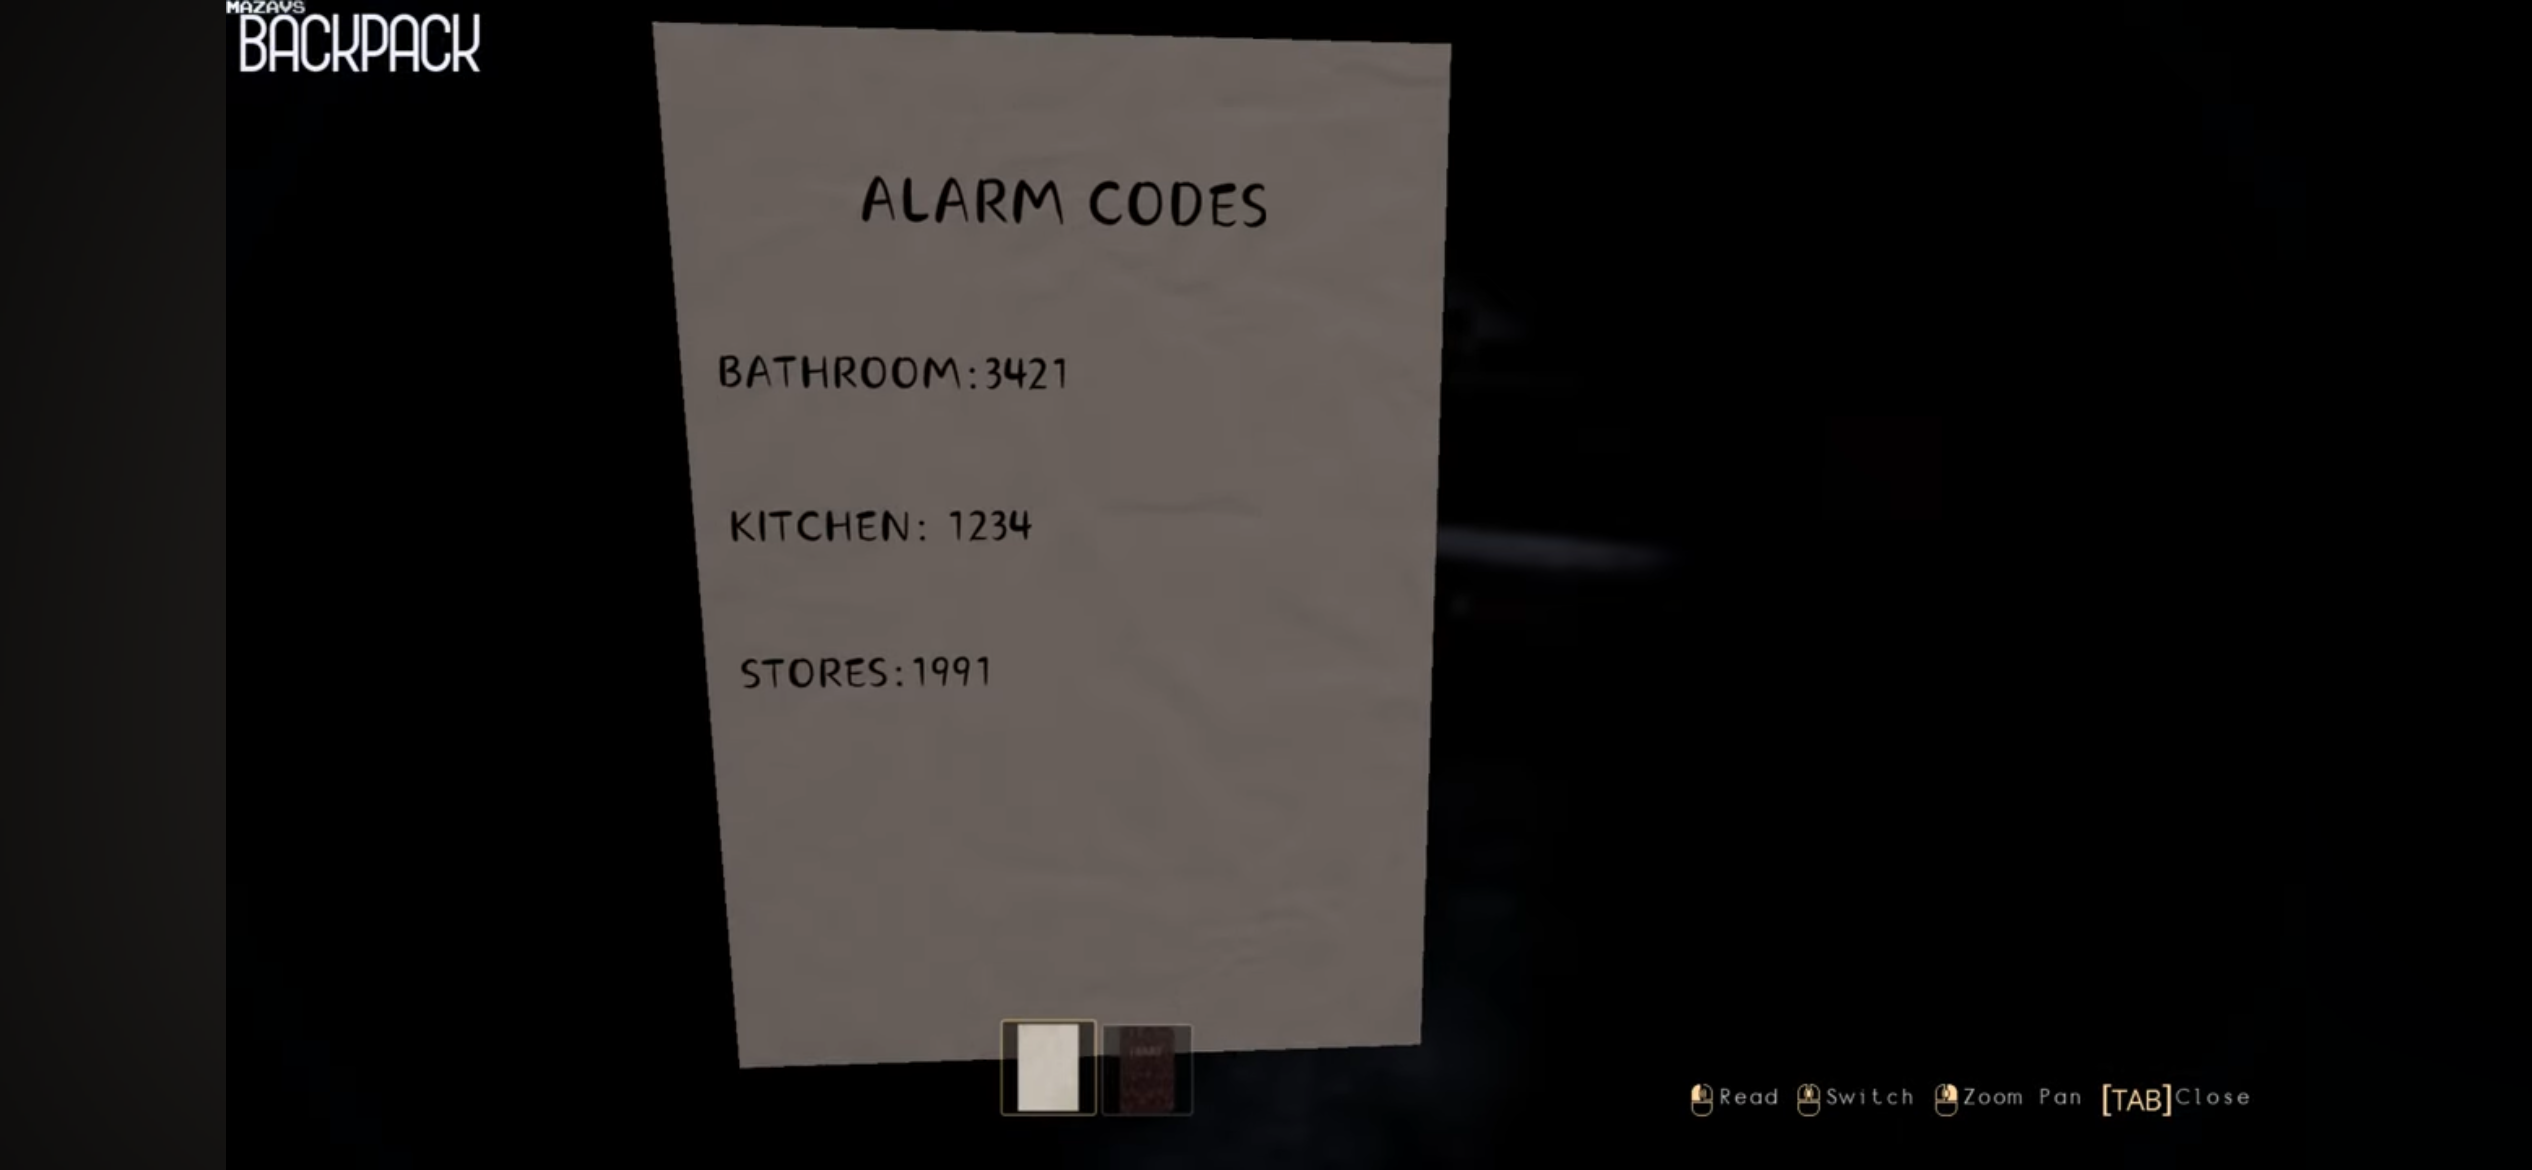 MAZAVS
BACKPACK
ALARM CODES
BATHROOM:3421
KITCHEN: 1234
STORES:1991
Read Switch Zoom Pan [TAB]Close